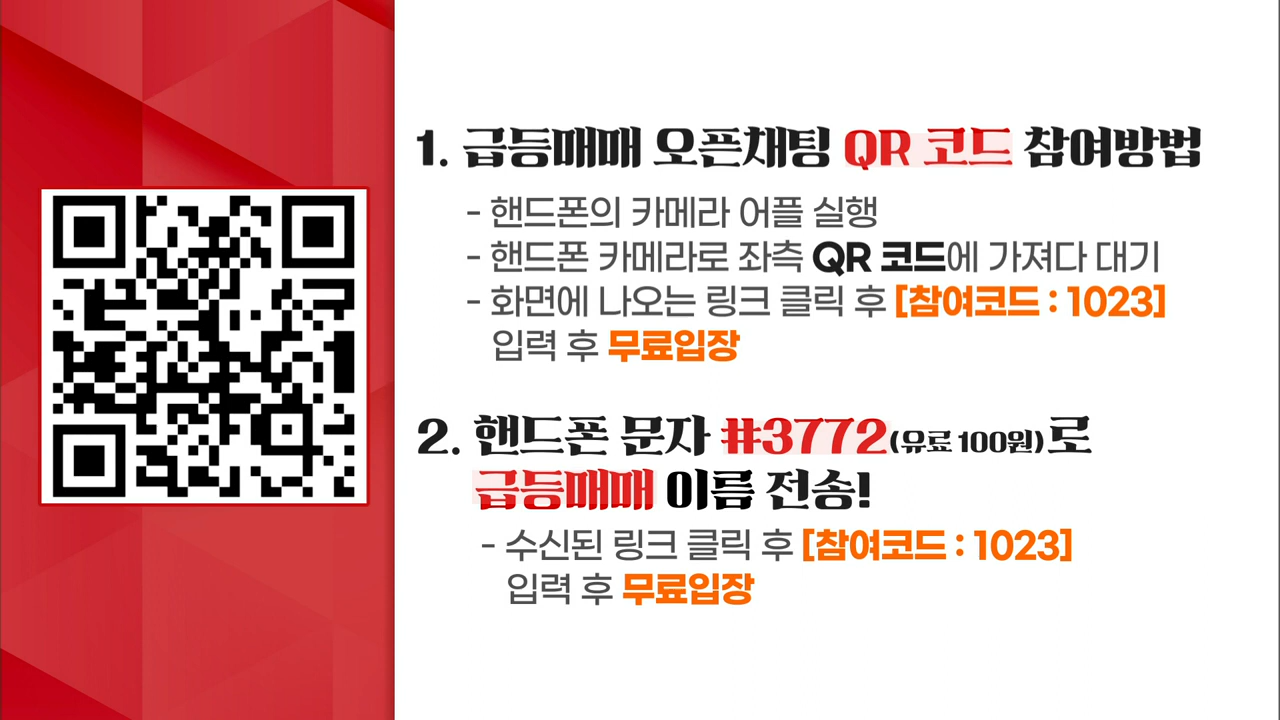 1. 급등매매 오픈채팅 QR 코드 참여방법
- 핸드폰의 카메라 어플 실행
- 핸드폰 카메라로 좌측 QR 코드에 가져다 대기
- 화면에 나오는 링크 클릭 후 [참여코드 : 1023]
입력 후 무료입장
2. 핸드폰 문자 #3772(유료 100원)로
급등매매 이름 전송!
- 수신된 링크 클릭 후 [참여코드 : 1023]
입력 후 무료입장